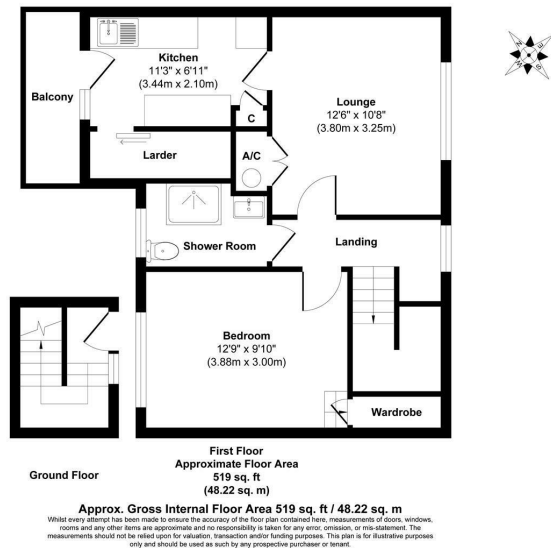 Kitchen
11'3" x 6'11"
(3.44m x 2.10m)
Balcony
Lounge
12'6" x 10'8"
(3.80m x 3.25m)
C
Larder
A/C
Shower Room
Landing
Bedroom
12'9" x 9'10"
(3.88m x 3.00m)
Wardrobe
Ground Floor
First Floor
Approximate Floor Area
519 sq. ft
(48.22 sq. m)
Approx. Gross Internal Floor Area 519 sq. ft / 48.22 sq. m
Whilst every attempt has been made to ensure the accuracy of the floor plan contained here, measurements of doors, windows,
rooms and any other items are approximate and no responsibility is taken for any error, omission, or mis-statement. The
measurements should not be relied upon for valuation, transaction and/or funding purposes. This plan is for illustrative purposes
only and should be used as such by any prospective purchaser or tenant.